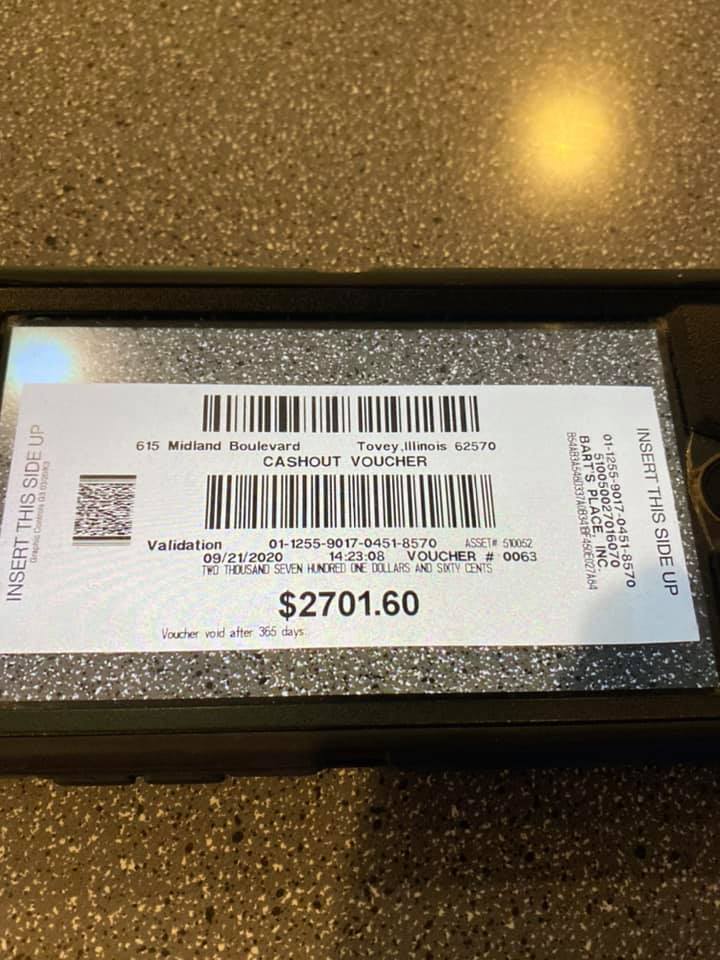 INSERT THIS SIDE UP
615 Midland Boulevard Tovey,Illinois 62570
CASHOUT VOUCHER
Validation 01-1255-9017-0451-8570 ASSET# 510052
09/21/2020 14:23:08 VOUCHER # 0063
TWO THOUSAND SEVEN HUNDRED ONE DOLLARS AND SIXTY CENTS
$2701.60
Voucher void after 365 days.
INSERT THIS SIDE UP
01-1255-9017-0451-8570
510050027016070
BART'S PLACE, INC.